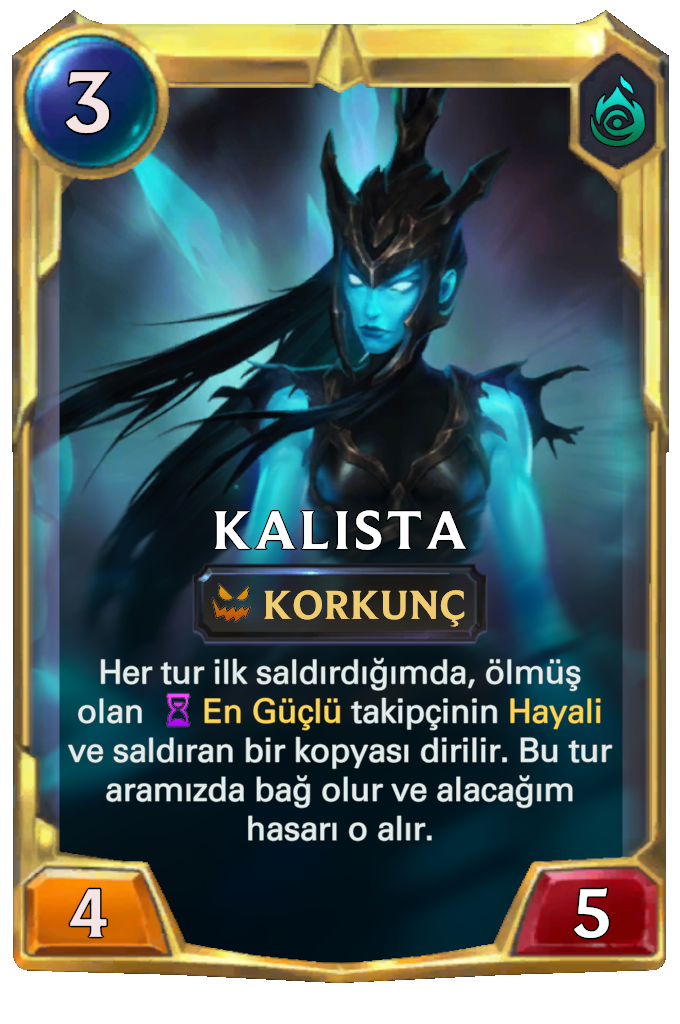 3
KALISTA
KORKUNÇ
Her tur ilk saldırdığımda, ölmüş
olan En Güçlü takipçinin Hayali
ve saldıran bir kopyası dirilir. Bu tur
aramızda bağ olur ve alacağım
hasarı o alır.
4
5